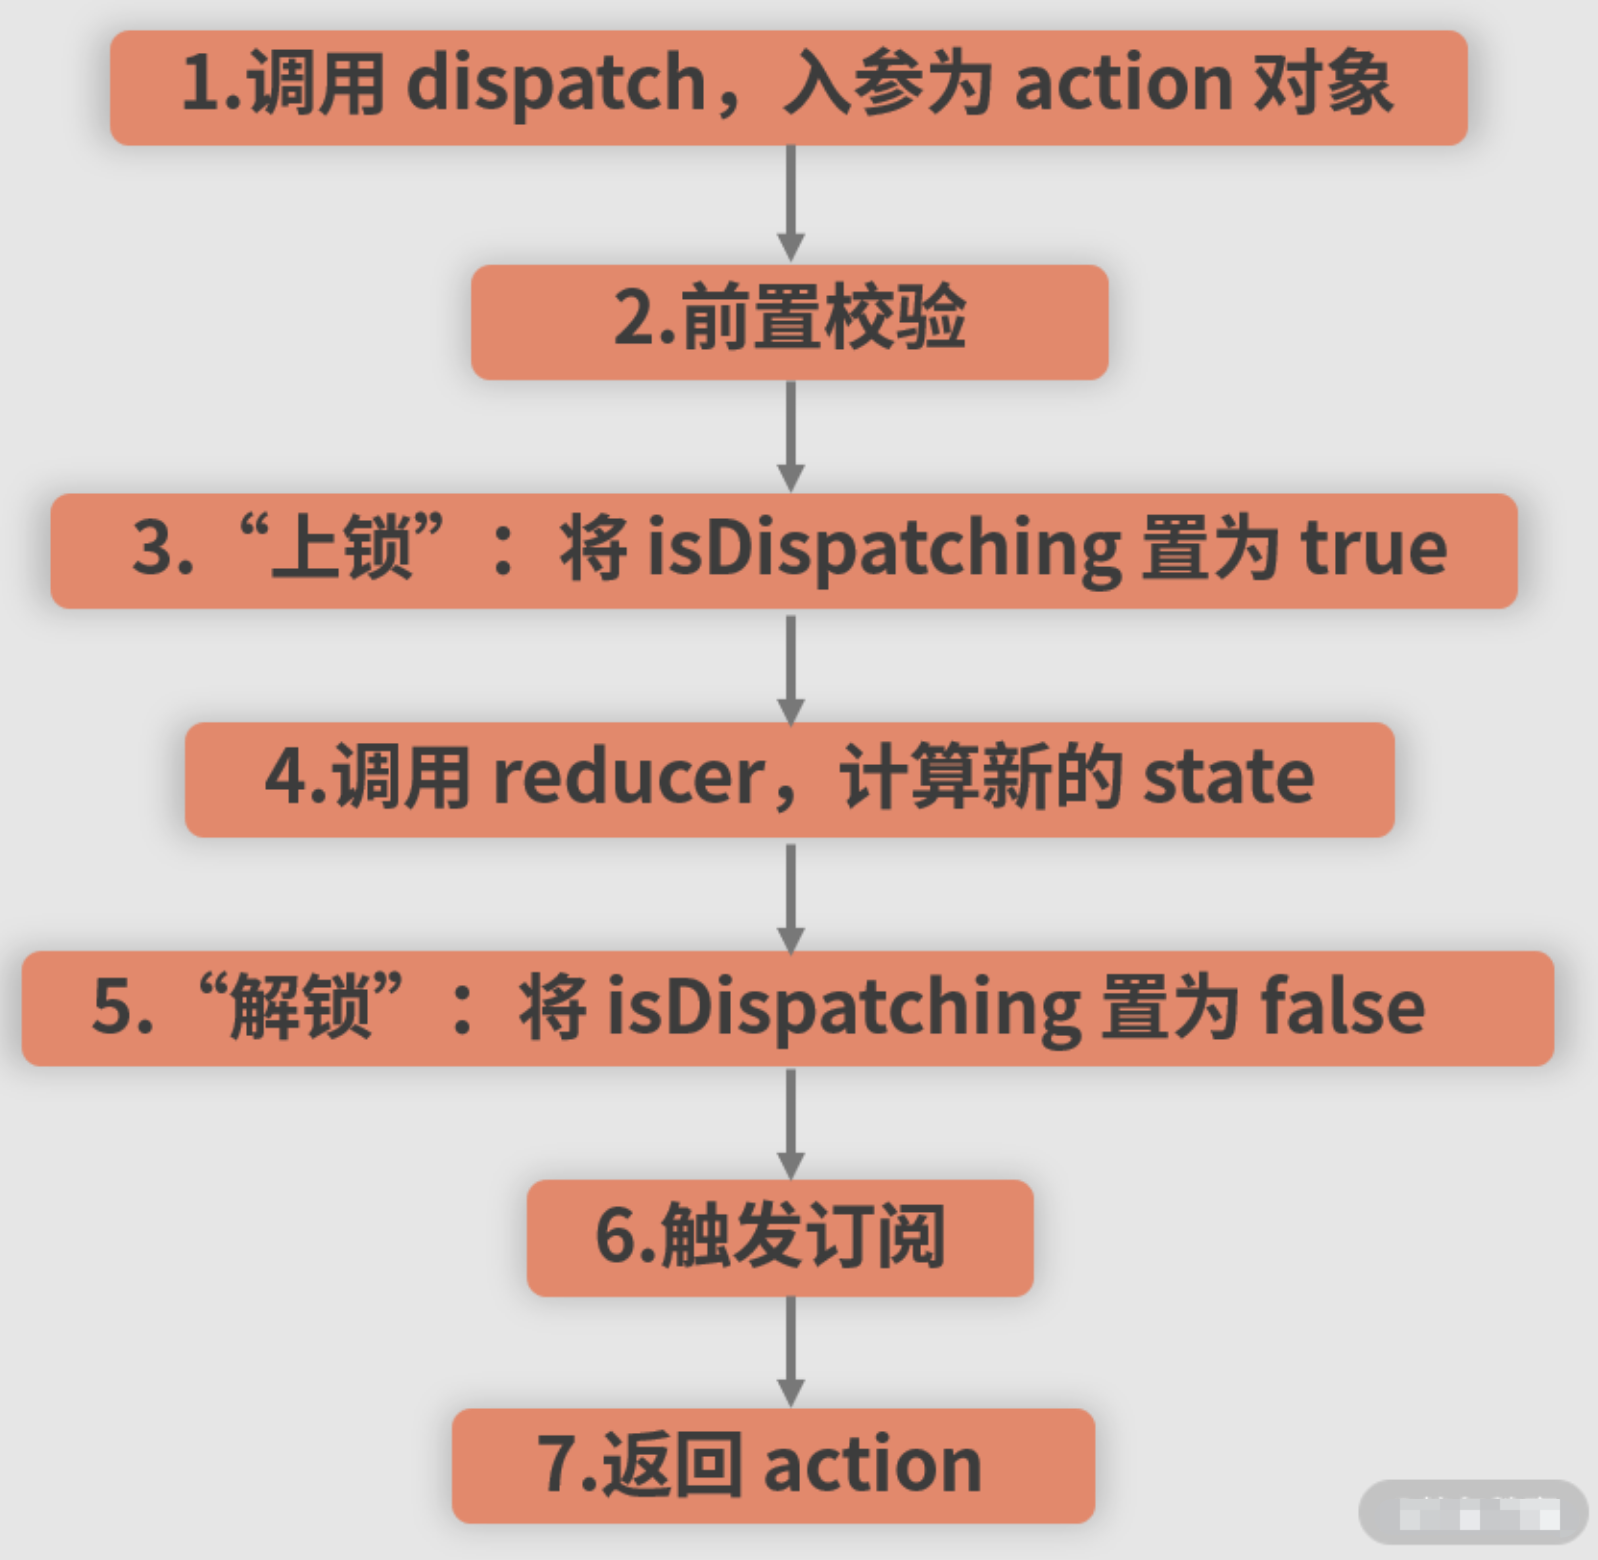 1.调用 dispatch，入参为 action 对象
2.前置校验
3.“上锁”：将 isDispatching 置为 true
4.调用 reducer，计算新的 state
5.“解锁”：将 isDispatching 置为 false
6.触发订阅
7.返回 action